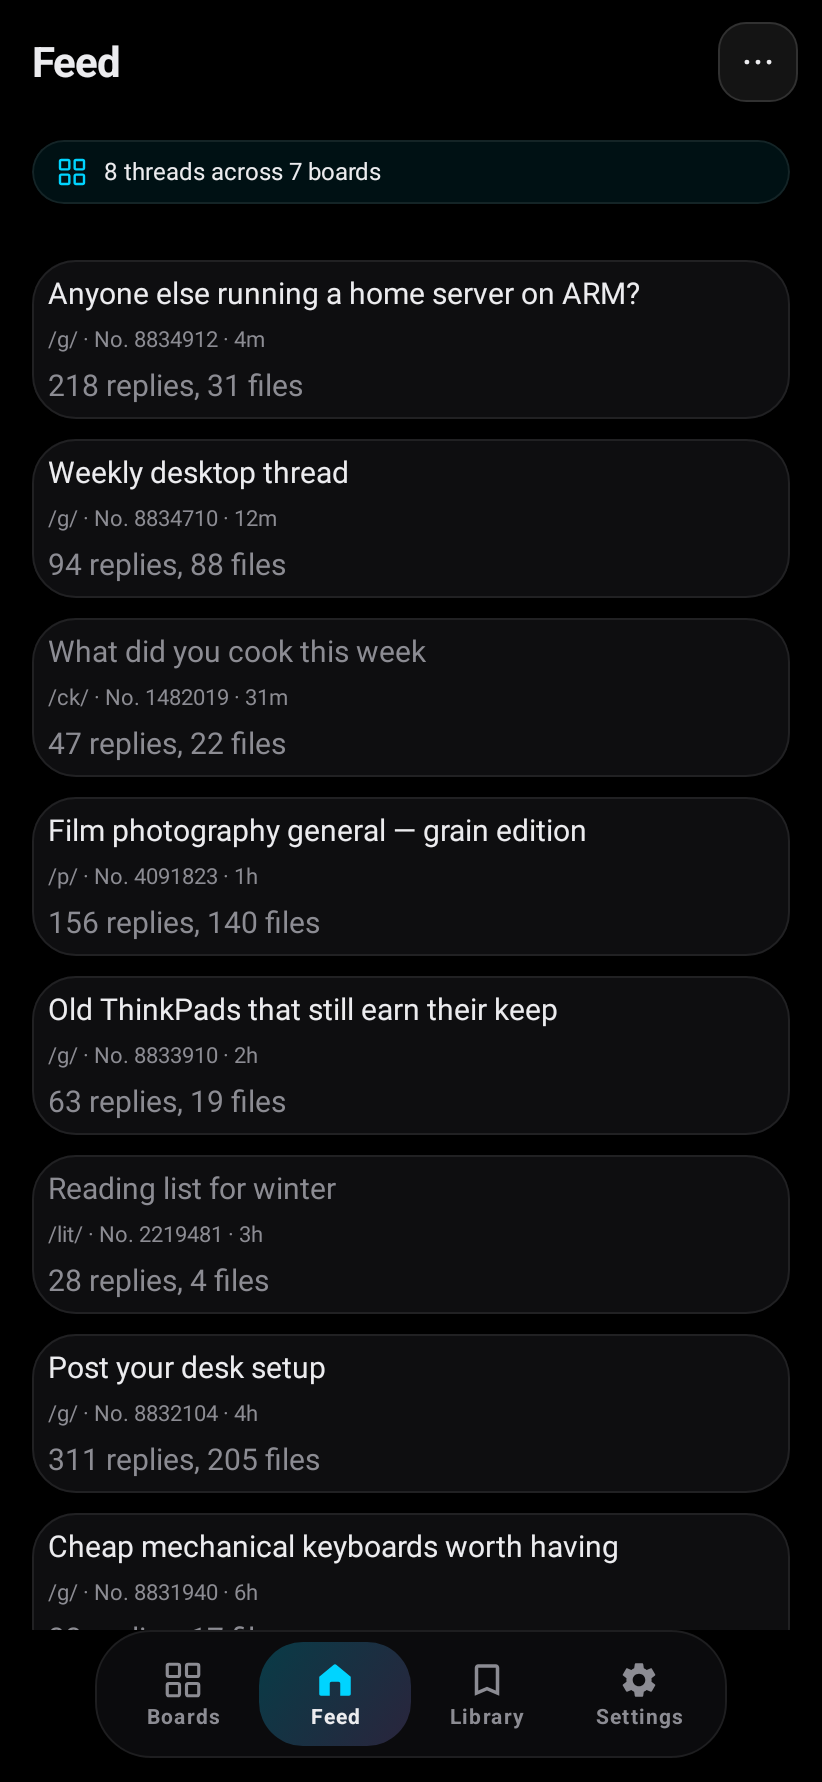 Feed
8 threads across 7 boards
Anyone else running a home server on ARM?
/g/ · No. 8834912 · 4m
218 replies, 31 files
Weekly desktop thread
/g/ · No. 8834710 · 12m
94 replies, 88 files
What did you cook this week
/ck/ · No. 1482019 · 31m
47 replies, 22 files
Film photography general — grain edition
/p/ · No. 4091823 · 1h
156 replies, 140 files
Old ThinkPads that still earn their keep
/g/ · No. 8833910 · 2h
63 replies, 19 files
Reading list for winter
/lit/ · No. 2219481 · 3h
28 replies, 4 files
Post your desk setup
/g/ · No. 8832104 · 4h
311 replies, 205 files
Cheap mechanical keyboards worth having
/g/ · No. 8831940 · 6h
Boards
Feed
Library
Settings